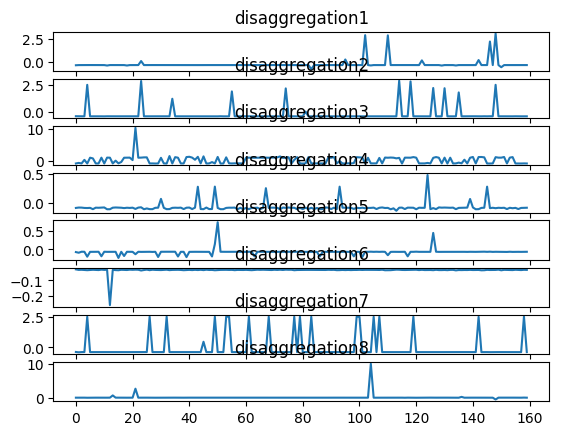 disaggregation1
2.5
0.0
disaggregation2
2.5
0.0
disaggregation3
10
0
disaggregation4
0.5
0.0
disaggregation5
0.5
0.0
disaggregation6
−0.1
−0.2
disaggregation7
2.5
0.0
disaggregation8
10
0
0 20 40 60 80 100 120 140 160